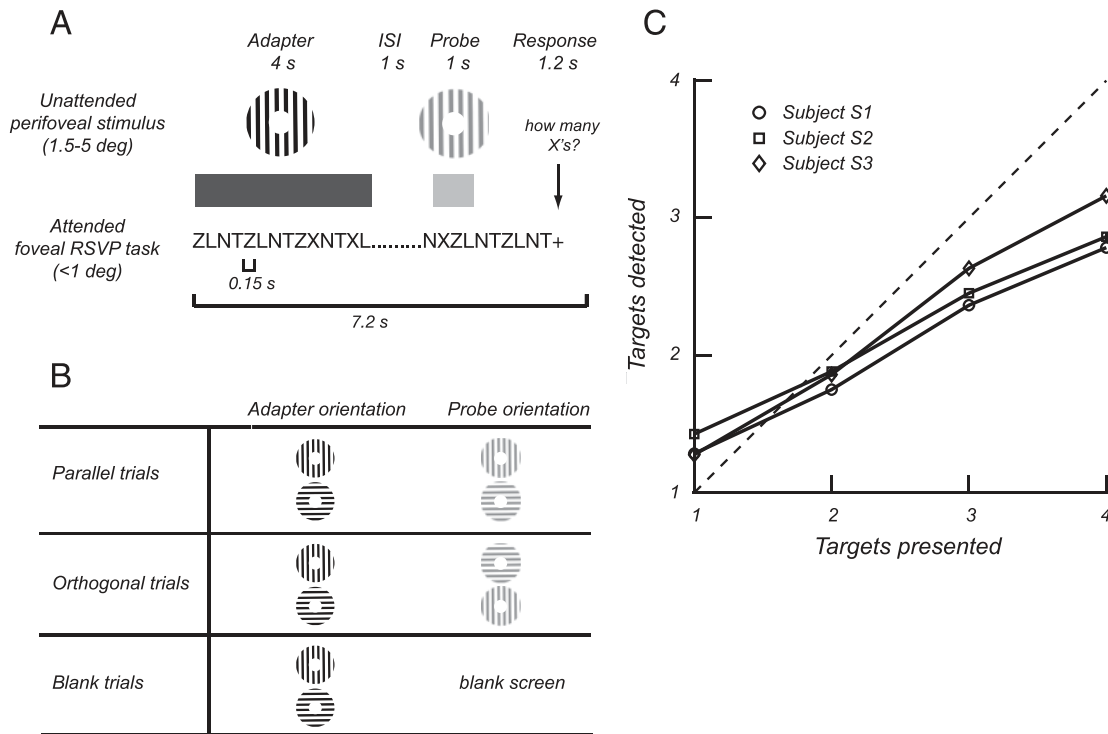 A
Adapter
4 s
ISI
1 s
Probe
1 s
Response
1.2 s
Unattended
perifoveal stimulus
(1.5-5 deg)
how many
X's?
Attended
foveal RSVP task
(<1 deg)
ZLNTZLNTZXNTXL.........NXZLNTZLNT+
0.15 s
7.2 s
B
Adapter orientation
Probe orientation
Parallel trials
Orthogonal trials
Blank trials
blank screen
C
Targets detected
4
3
2
1
Subject S1
Subject S2
Subject S3
1
2
3
4
Targets presented